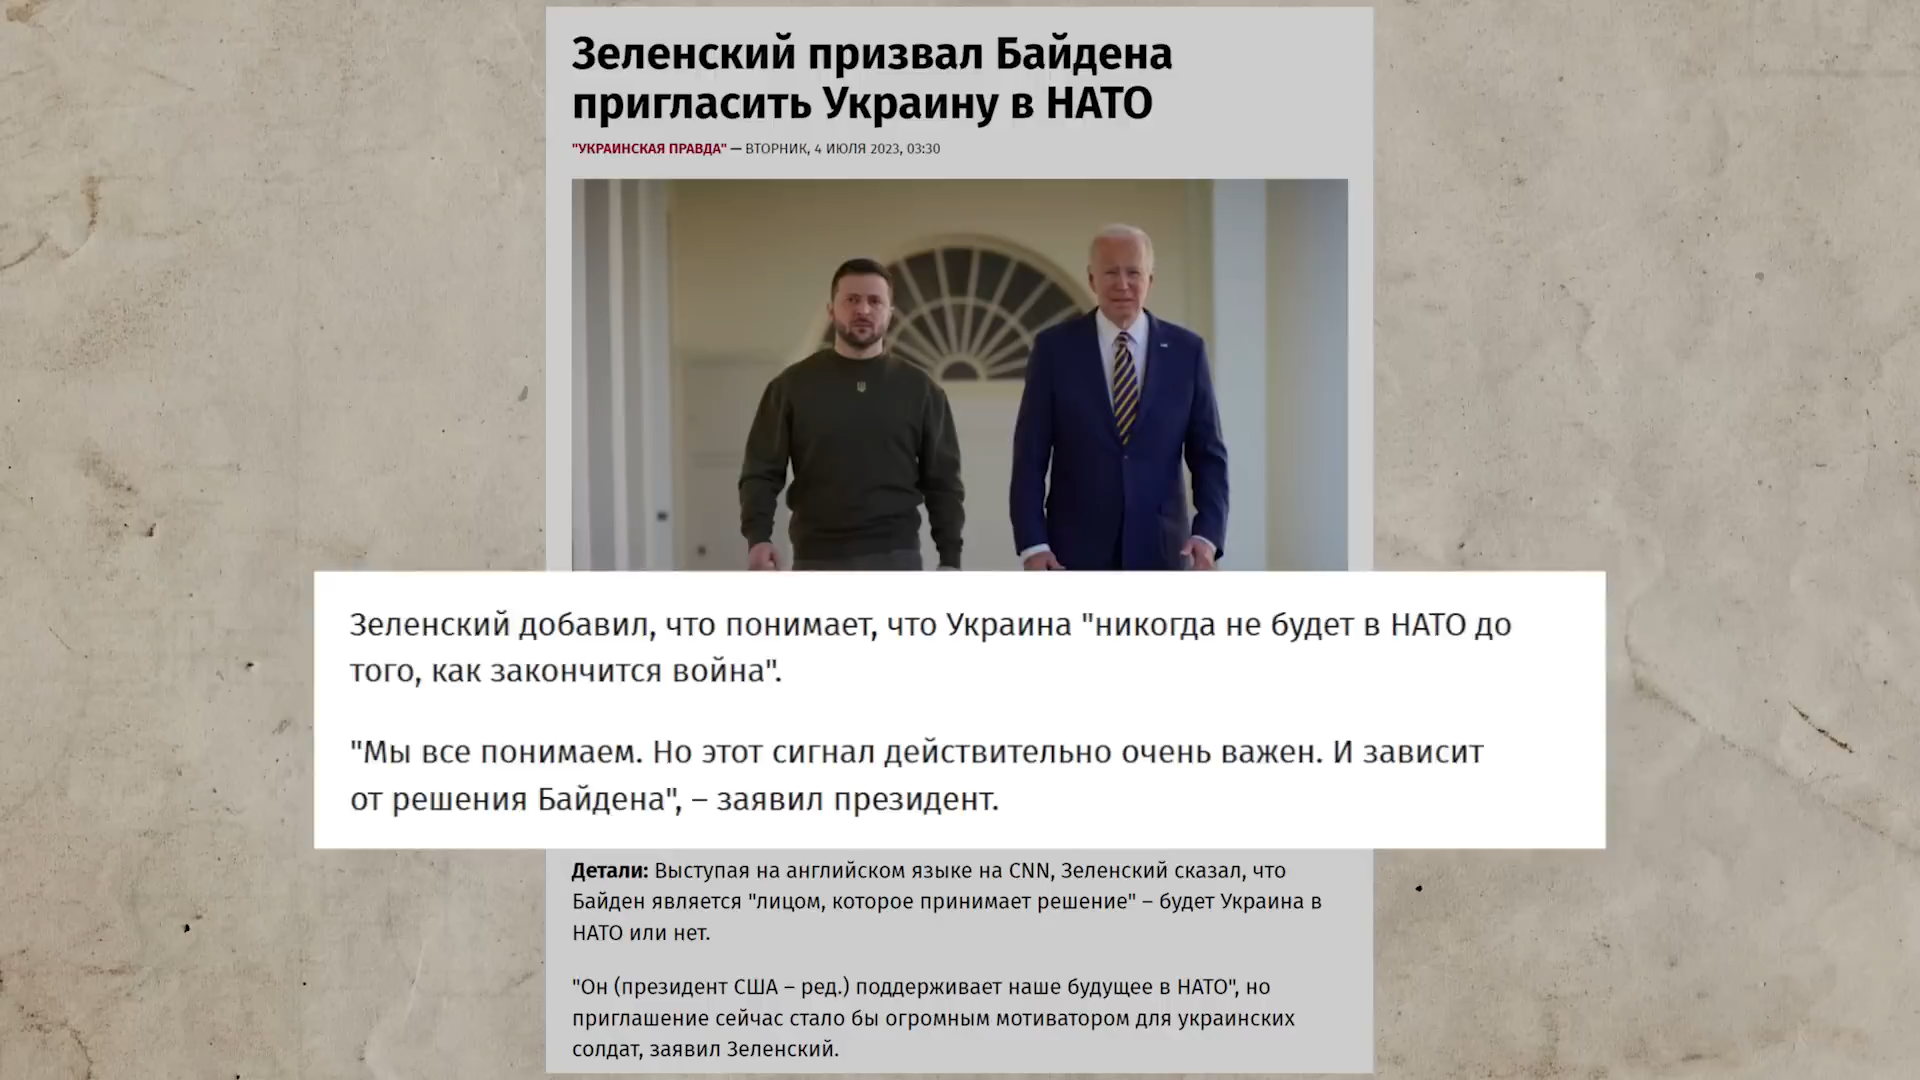 Зеленский призвал Байдена
пригласить Украину в НАТО
"УКРАИНСКАЯ ПРАВДА" — ВТОРНИК, 4 ИЮЛЯ 2023, 03:30
Зеленский добавил, что понимает, что Украина "никогда не будет в НАТО до
того, как закончится война".
"Мы все понимаем. Но этот сигнал действительно очень важен. И зависит
от решения Байдена", – заявил президент.
Детали: Выступая на английском языке на CNN, Зеленский сказал, что
Байден является "лицом, которое принимает решение" – будет Украина в
НАТО или нет.
"Он (президент США – ред.) поддерживает наше будущее в НАТО", но
приглашение сейчас стало бы огромным мотиватором для украинских
солдат, заявил Зеленский.